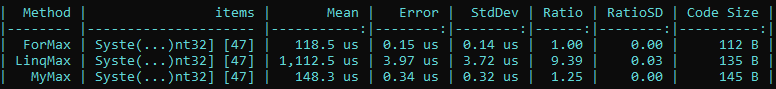 | Method | items | Mean | Error | StdDev | Ratio | RatioSD | Code Size |
|-------- |--------------------- |-----------:|--------:|--------:|------:|--------:|----------:|
| ForMax | Syste(...)nt32] [47] | 118.5 us | 0.15 us | 0.14 us | 1.00 | 0.00 | 112 B |
| LinqMax | Syste(...)nt32] [47] | 1,112.5 us | 3.97 us | 3.72 us | 9.39 | 0.03 | 135 B |
| MyMax | Syste(...)nt32] [47] | 148.3 us | 0.34 us | 0.32 us | 1.25 | 0.00 | 145 B |